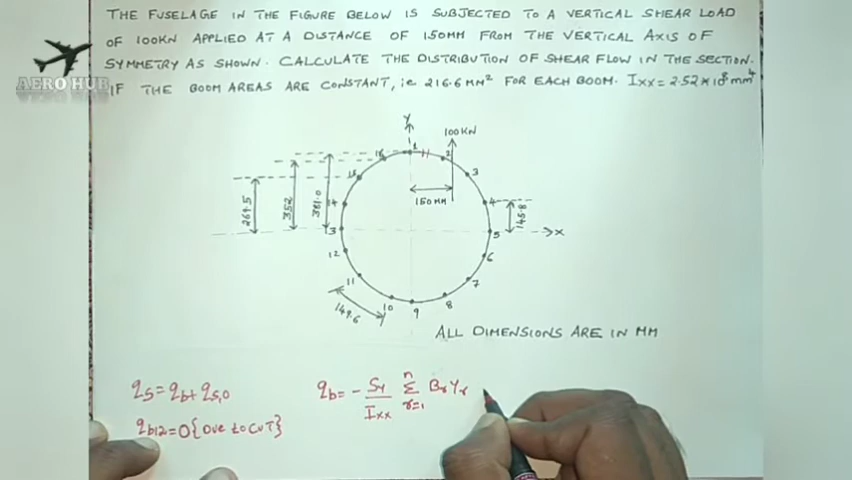 THE FUSELAGE IN THE FIGURE BELOW IS SUBJECTED TO A VERTICAL SHEAR LOAD
OF 100KN APPLIED AT A DISTANCE OF 150MM FROM THE VERTICAL AXIS OF
SYMMETRY AS SHOWN. CALCULATE THE DISTRIBUTION OF SHEAR FLOW IN THE SECTION.
IF THE BOOM AREAS ARE CONSTANT, ie 216.6 MM² FOR EACH BOOM. Ixx = 2.52*10⁸ mm⁴
AERO HUB
Y
100KN
1
2
16
3
15
381.0
352
269.5
14
150MM
4
145.8
13
5
X
12
6
11
7
10
9
8
149.6
ALL DIMENSIONS ARE IN MM
qs = qb + qs,0
qb = - Sy/Ixx Σ n r=1 Br Yr
qb12 = 0 {DUE TO CUT}